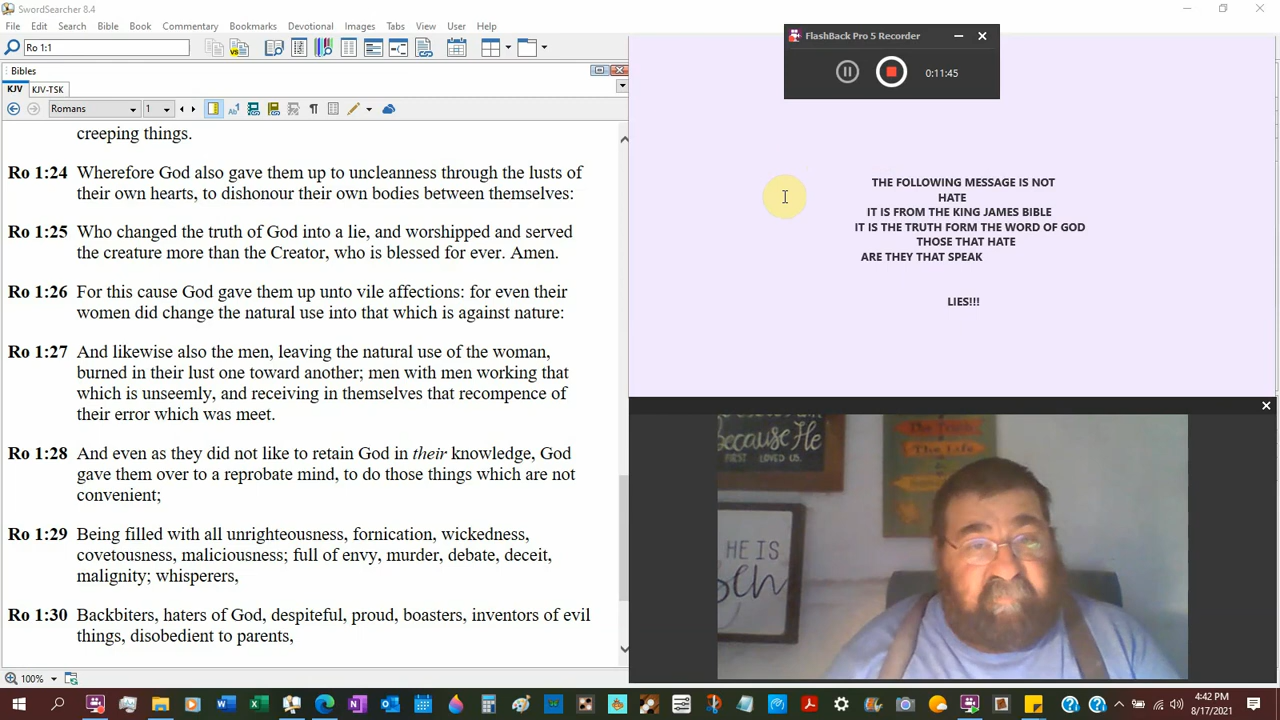 SwordSearcher 8.4
File Edit Search Bible Book Commentary Bookmarks Devotional Images Tabs View User Help
Ro 1:1
VS
Bibles
KJV KJV-TSK
Romans 1
creeping things.
Ro 1:24 Wherefore God also gave them up to uncleanness through the lusts of
their own hearts, to dishonour their own bodies between themselves:
Ro 1:25 Who changed the truth of God into a lie, and worshipped and served
the creature more than the Creator, who is blessed for ever. Amen.
Ro 1:26 For this cause God gave them up unto vile affections: for even their
women did change the natural use into that which is against nature:
Ro 1:27 And likewise also the men, leaving the natural use of the woman,
burned in their lust one toward another; men with men working that
which is unseemly, and receiving in themselves that recompence of
their error which was meet.
Ro 1:28 And even as they did not like to retain God in their knowledge, God
gave them over to a reprobate mind, to do those things which are not
convenient;
Ro 1:29 Being filled with all unrighteousness, fornication, wickedness,
covetousness, maliciousness; full of envy, murder, debate, deceit,
malignity; whisperers,
Ro 1:30 Backbiters, haters of God, despiteful, proud, boasters, inventors of evil
things, disobedient to parents,
100%
FlashBack Pro 5 Recorder
0:11:45
THE FOLLOWING MESSAGE IS NOT
HATE
IT IS FROM THE KING JAMES BIBLE
IT IS THE TRUTH FORM THE WORD OF GOD
THOSE THAT HATE
ARE THEY THAT SPEAK
LIES!!!
because He
FIRST LOVED US.
The Truth
The Life
HE IS
4:42 PM
8/17/2021